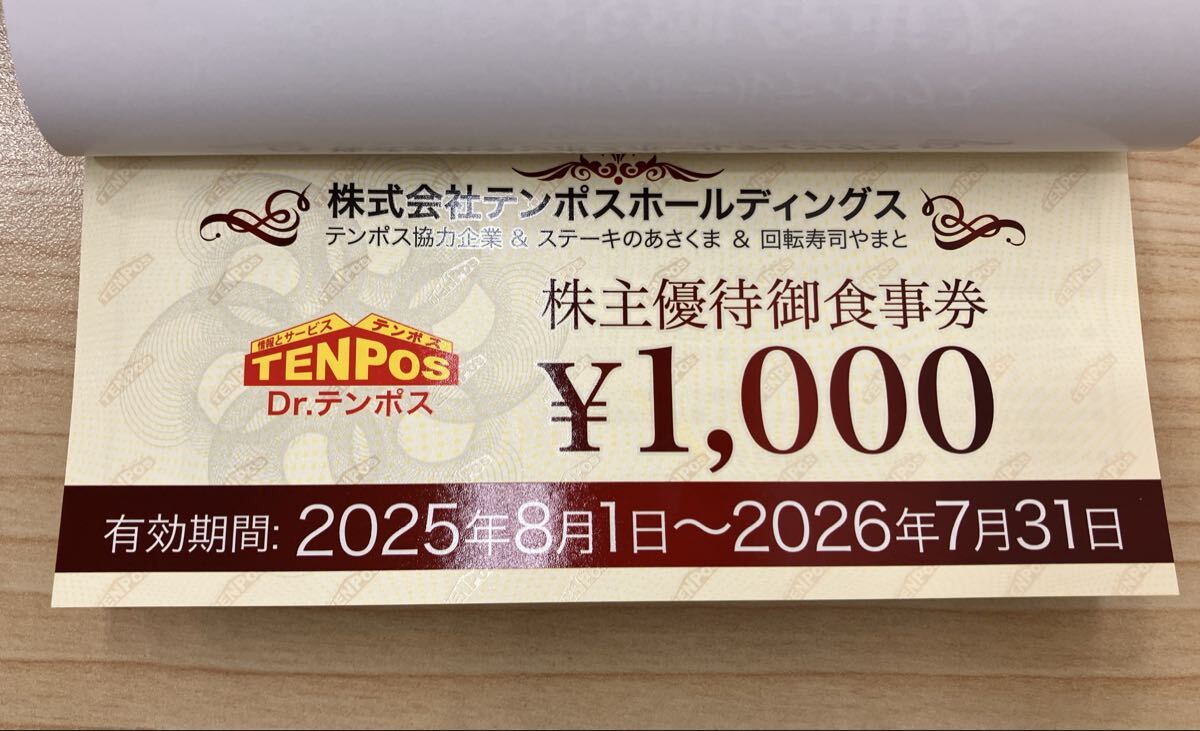 株式会社テンポスホールディングス
テンポス協力企業 & ステーキのあさくま & 回転寿司やまと
株主優待御食事券
情報とサービス テンポス
TENPOS
Dr.テンポス
¥1,000
有効期間: 2025年8月1日〜2026年7月31日